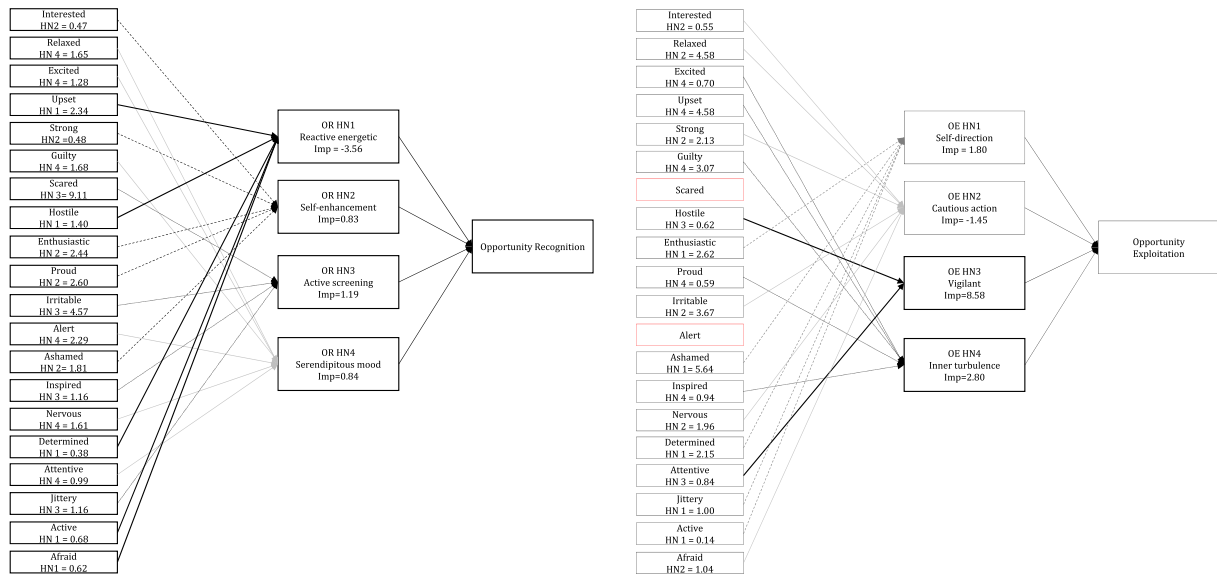 Interested
HN2 = 0.47
Relaxed
HN 4 = 1.65
Excited
HN 4 = 1.28
Upset
HN 1 = 2.34
Strong
HN2 =0.48
Guilty
HN 4 = 1.68
Scared
HN 3= 9.11
Hostile
HN 1 = 1.40
Enthusiastic
HN 2 = 2.44
Proud
HN 2 = 2.60
Irritable
HN 3 = 4.57
Alert
HN 4 = 2.29
Ashamed
HN 2= 1.81
Inspired
HN 3 = 1.16
Nervous
HN 4 = 1.61
Determined
HN 1 = 0.38
Attentive
HN 4 = 0.99
Jittery
HN 3 = 1.16
Active
HN 1 = 0.68
Afraid
HN1 = 0.62
OR HN1
Reactive energetic
Imp = -3.56
OR HN2
Self-enhancement
Imp=0.83
OR HN3
Active screening
Imp=1.19
OR HN4
Serendipitous mood
Imp=0.84
Opportunity Recognition
Interested
HN2 = 0.55
Relaxed
HN 2 = 4.58
Excited
HN 4 = 0.70
Upset
HN 4 = 4.58
Strong
HN 2 = 2.13
Guilty
HN 4 = 3.07
Scared
Hostile
HN 3 = 0.62
Enthusiastic
HN 1 = 2.62
Proud
HN 4 = 0.59
Irritable
HN 2 = 3.67
Alert
Ashamed
HN 1= 5.64
Inspired
HN 4 = 0.94
Nervous
HN 2 = 1.96
Determined
HN 1 = 2.15
Attentive
HN 3 = 0.84
Jittery
HN 1 = 1.00
Active
HN 1 = 0.14
Afraid
HN2 = 1.04
OE HN1
Self-direction
Imp = 1.80
OE HN2
Cautious action
Imp= -1.45
OE HN3
Vigilant
Imp=8.58
OE HN4
Inner turbulence
Imp=2.80
Opportunity
Exploitation